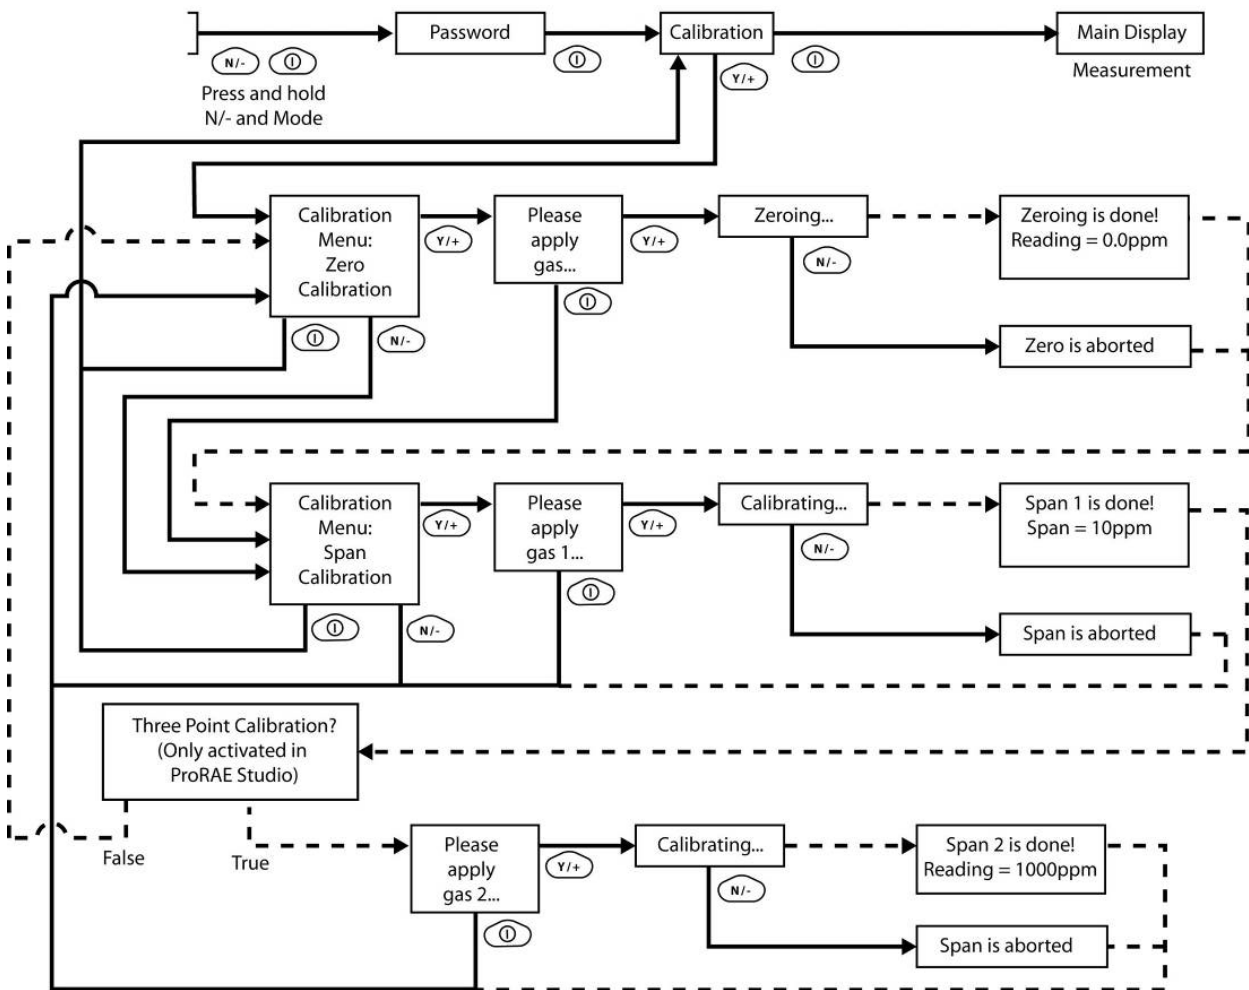 Password
Calibration
Main Display
N/-
Y/+
Measurement
Press and hold
N/- and Mode
Calibration
Menu:
Zero
Calibration
Y/+
Please
apply
gas...
Y/+
Zeroing...
Zeroing is done!
Reading = 0.0ppm
N/-
N/-
Zero is aborted
Calibration
Menu:
Span
Calibration
Y/+
Please
apply
gas 1...
Y/+
Calibrating...
Span 1 is done!
Span = 10ppm
N/-
N/-
Span is aborted
Three Point Calibration?
(Only activated in
ProRAE Studio)
False
True
Please
apply
gas 2...
Y/+
Calibrating...
Span 2 is done!
Reading = 1000ppm
N/-
Span is aborted